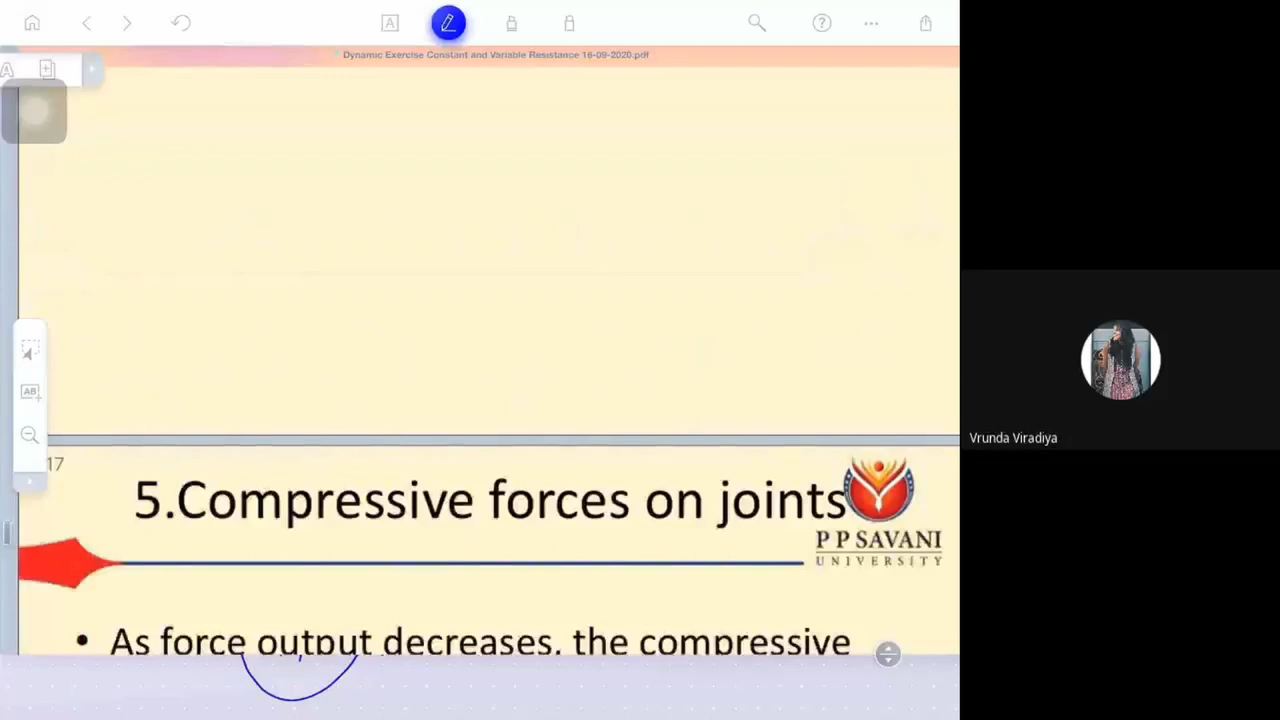 A
Dynamic Exercise Constant and Variable Resistance 16-09-2020.pdf
A
AB
17
5.Compressive forces on joints
P P SAVANI
UNIVERSITY
• As force output decreases, the compressive
Vrunda Viradiya